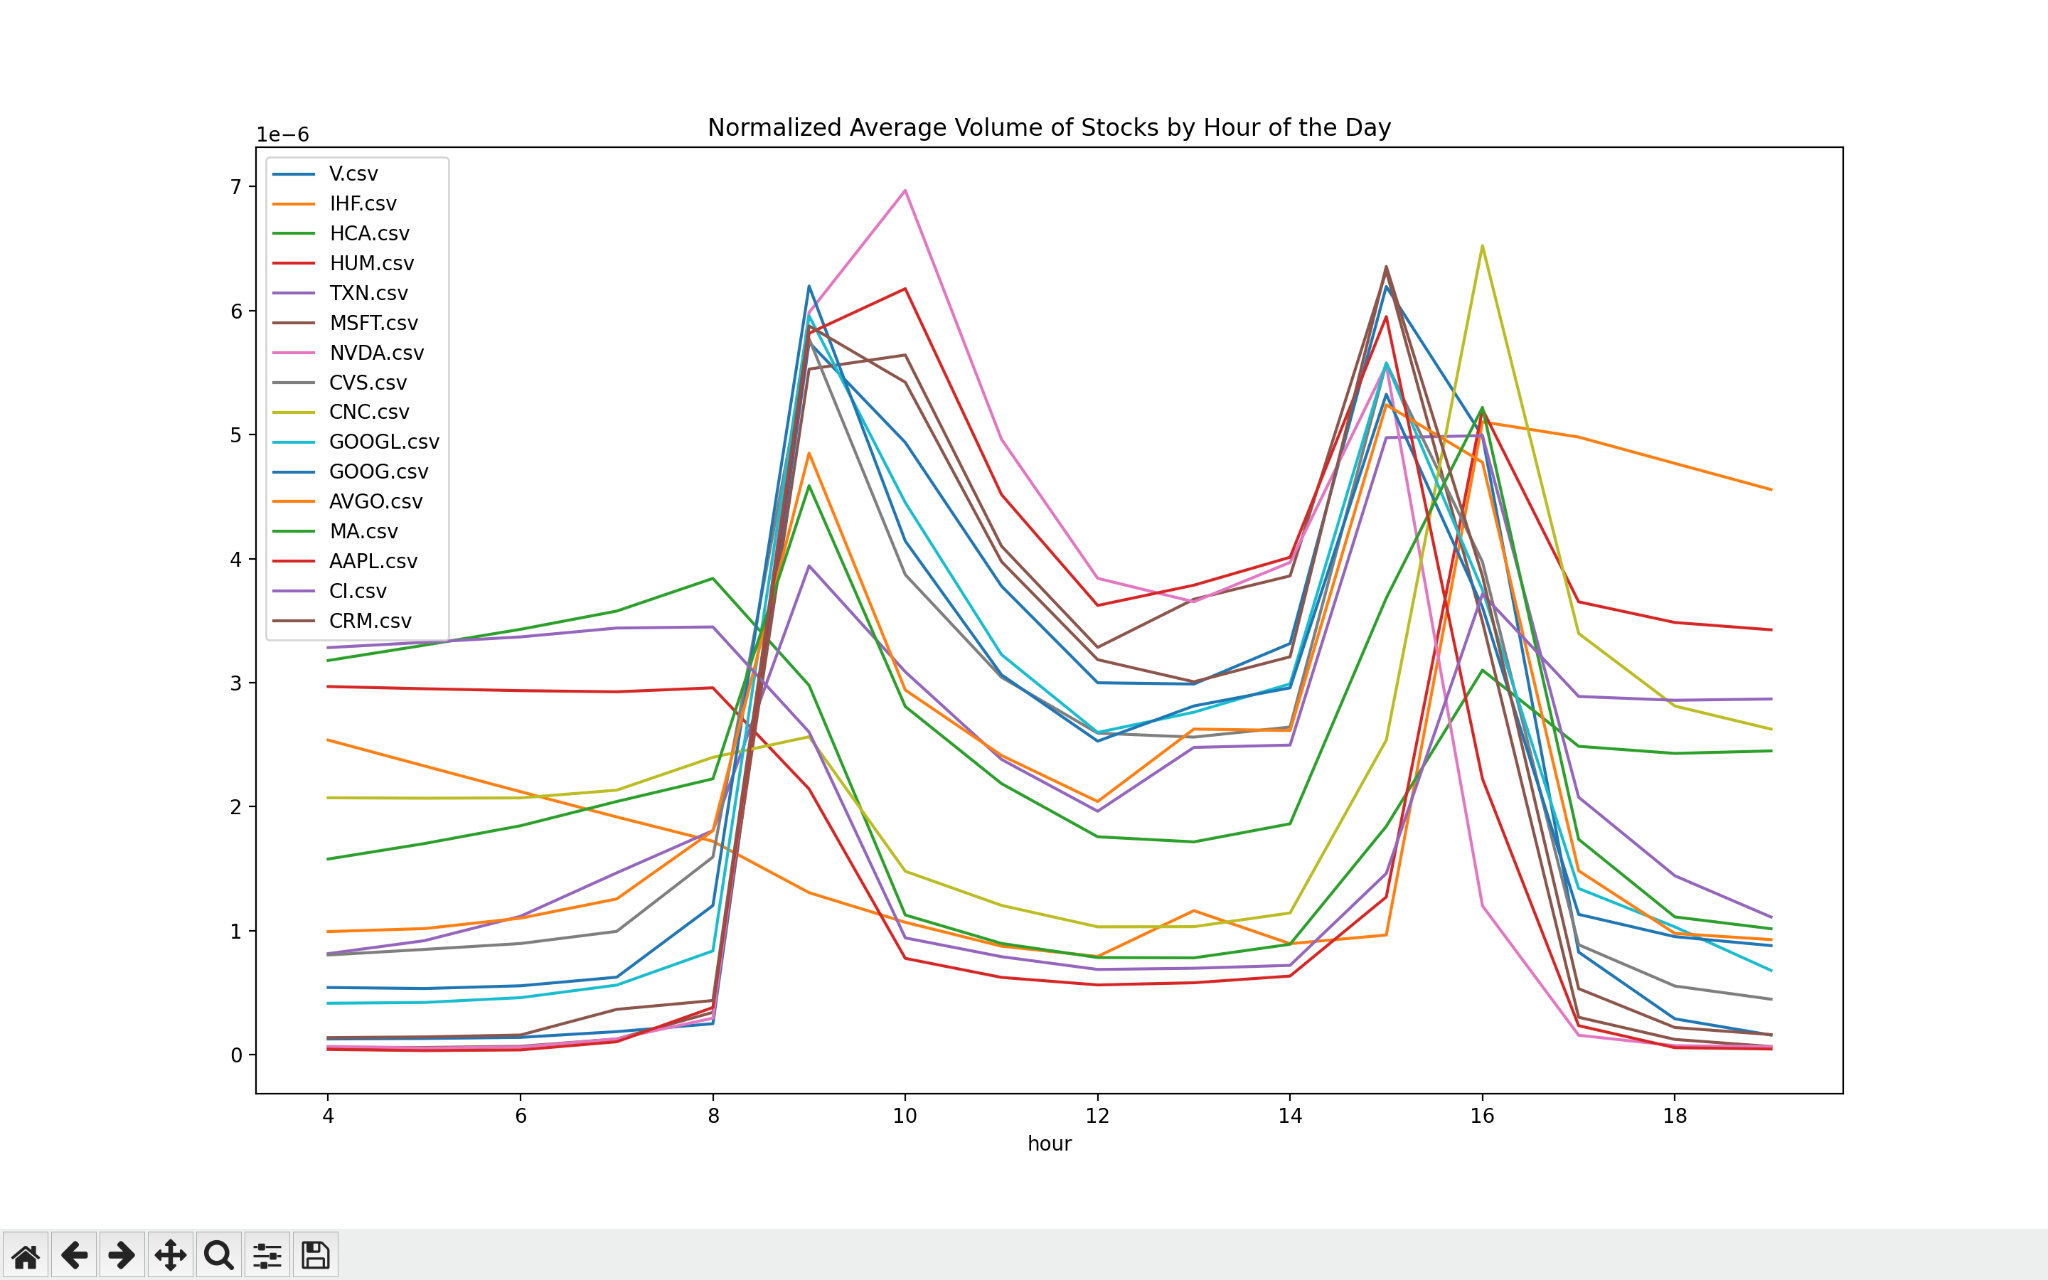 Normalized Average Volume of Stocks by Hour of the Day
1e−6
7
6
5
4
3
2
1
0
V.csv
IHF.csv
HCA.csv
HUM.csv
TXN.csv
MSFT.csv
NVDA.csv
CVS.csv
CNC.csv
GOOGL.csv
GOOG.csv
AVGO.csv
MA.csv
AAPL.csv
CI.csv
CRM.csv
4 6 8 10 12 14 16 18
hour